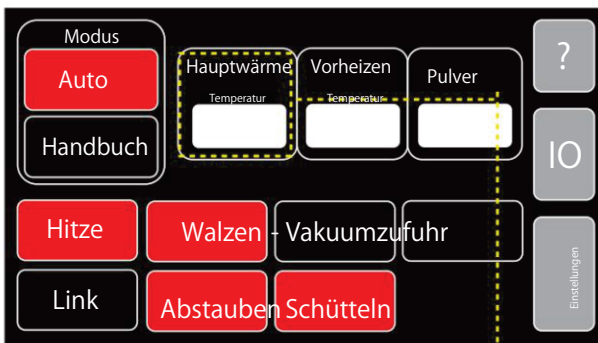 Modus
Auto
Handbuch
Hauptwärme
Temperatur
Vorheizen
Temperatur
Pulver
?
IO
Einstellungen
Hitze
Walzen - Vakuumzufuhr
Link
Abstauben Schütteln